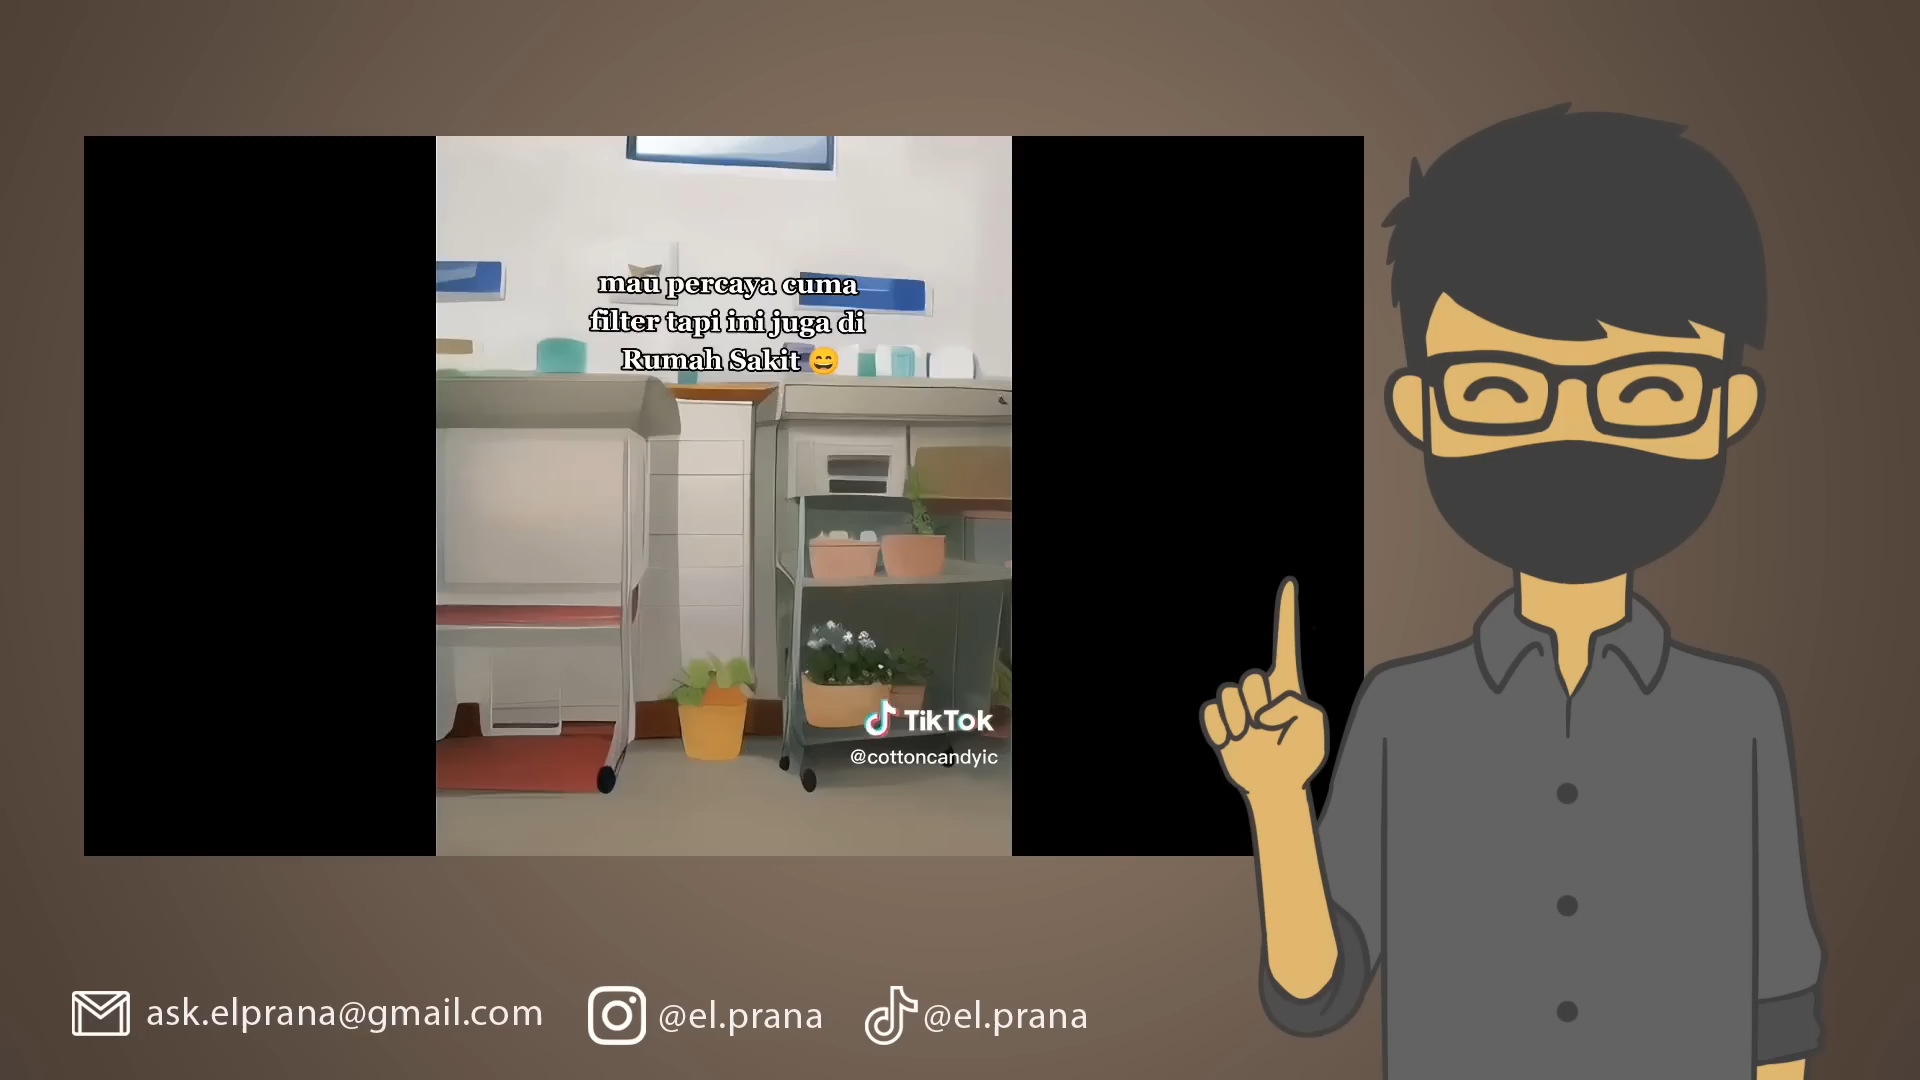 mau percaya cuma
filter tapi ini juga di
Rumah Sakit 😄
TikTok
@cottoncandyic
ask.elprana@gmail.com
@el.prana
@el.prana